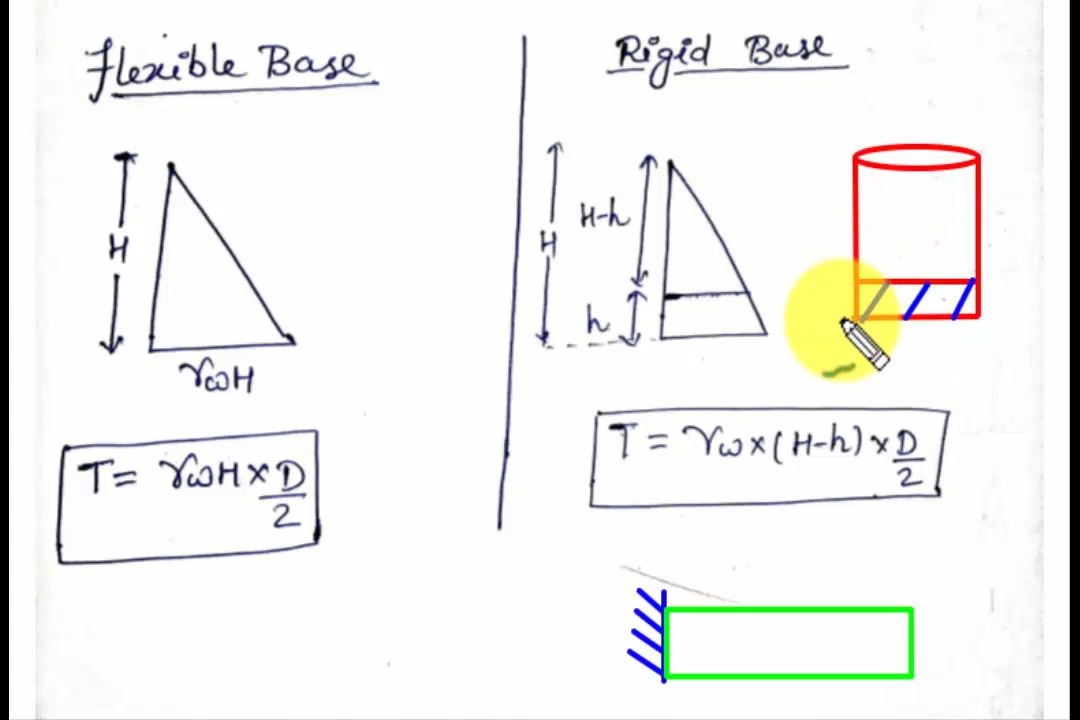 Flexible Base
H
γωH
T = γωH × D/2
Rigid Base
H
H-h
h
T = γω × (H-h) × D/2